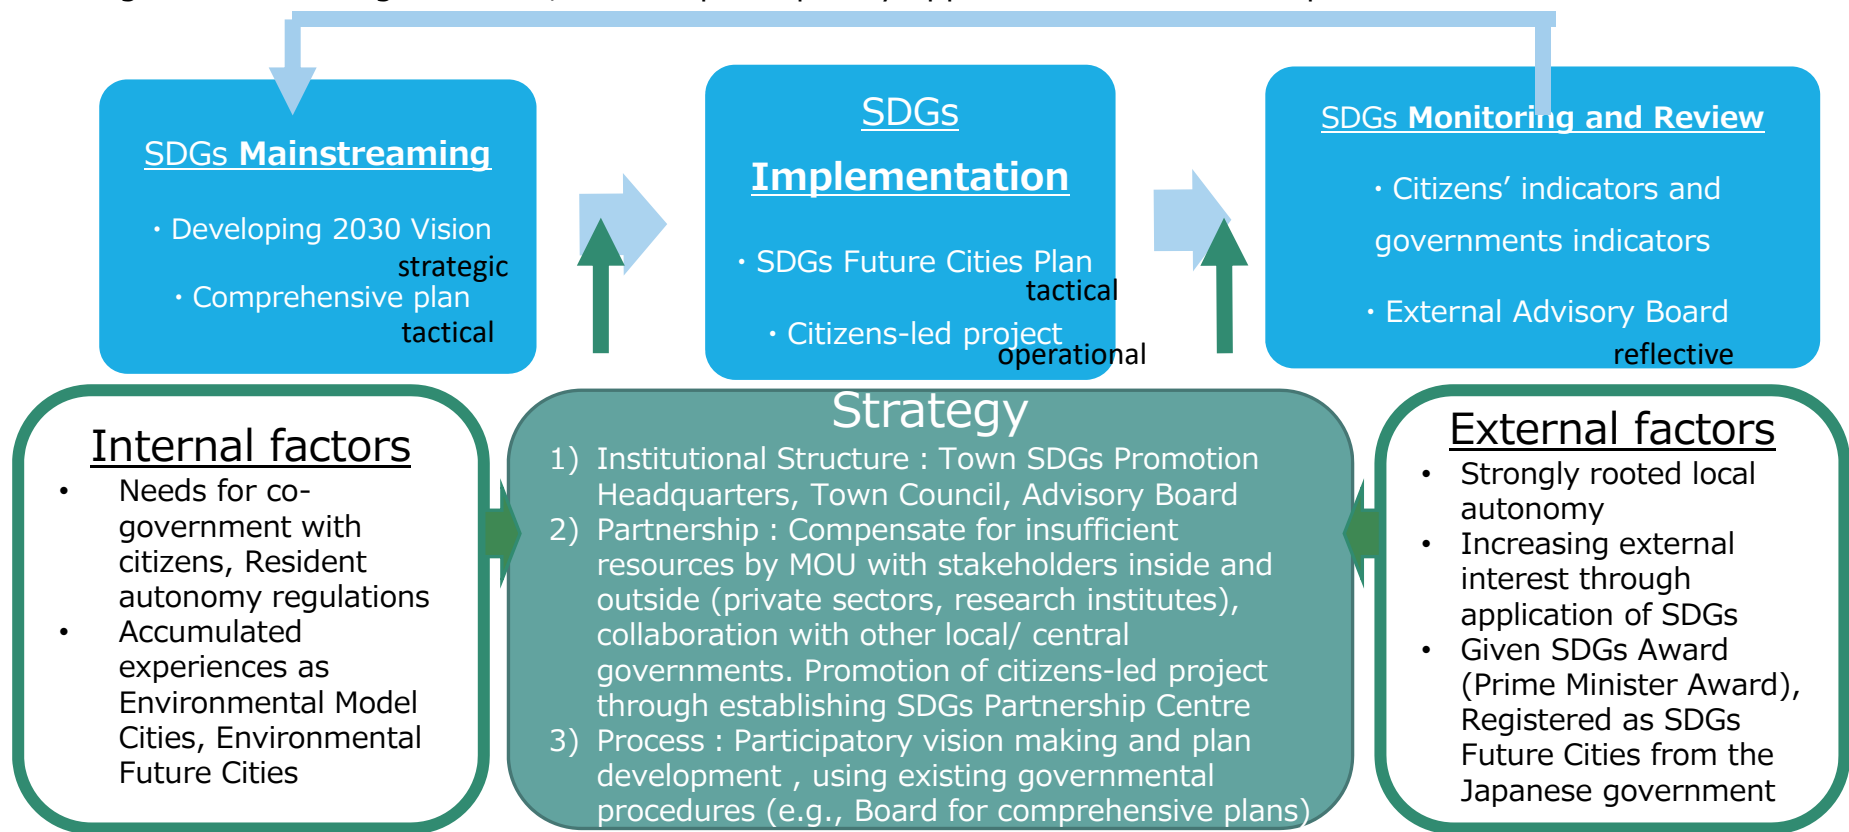 SDGs Mainstreaming
・Developing 2030 Vision
strategic
・Comprehensive plan
tactical
SDGs
Implementation
・SDGs Future Cities Plan
tactical
・Citizens-led project
operational
SDGs Monitoring and Review
・Citizens’ indicators and
governments indicators
・External Advisory Board
reflective
Internal factors
• Needs for co-
government with
citizens, Resident
autonomy regulations
• Accumulated
experiences as
Environmental Model
Cities, Environmental
Future Cities
Strategy
1) Institutional Structure : Town SDGs Promotion
Headquarters, Town Council, Advisory Board
2) Partnership : Compensate for insufficient
resources by MOU with stakeholders inside and
outside (private sectors, research institutes),
collaboration with other local/ central
governments. Promotion of citizens-led project
through establishing SDGs Partnership Centre
3) Process : Participatory vision making and plan
development , using existing governmental
procedures (e.g., Board for comprehensive plans)
External factors
• Strongly rooted local
autonomy
• Increasing external
interest through
application of SDGs
• Given SDGs Award
(Prime Minister Award),
Registered as SDGs
Future Cities from the
Japanese government